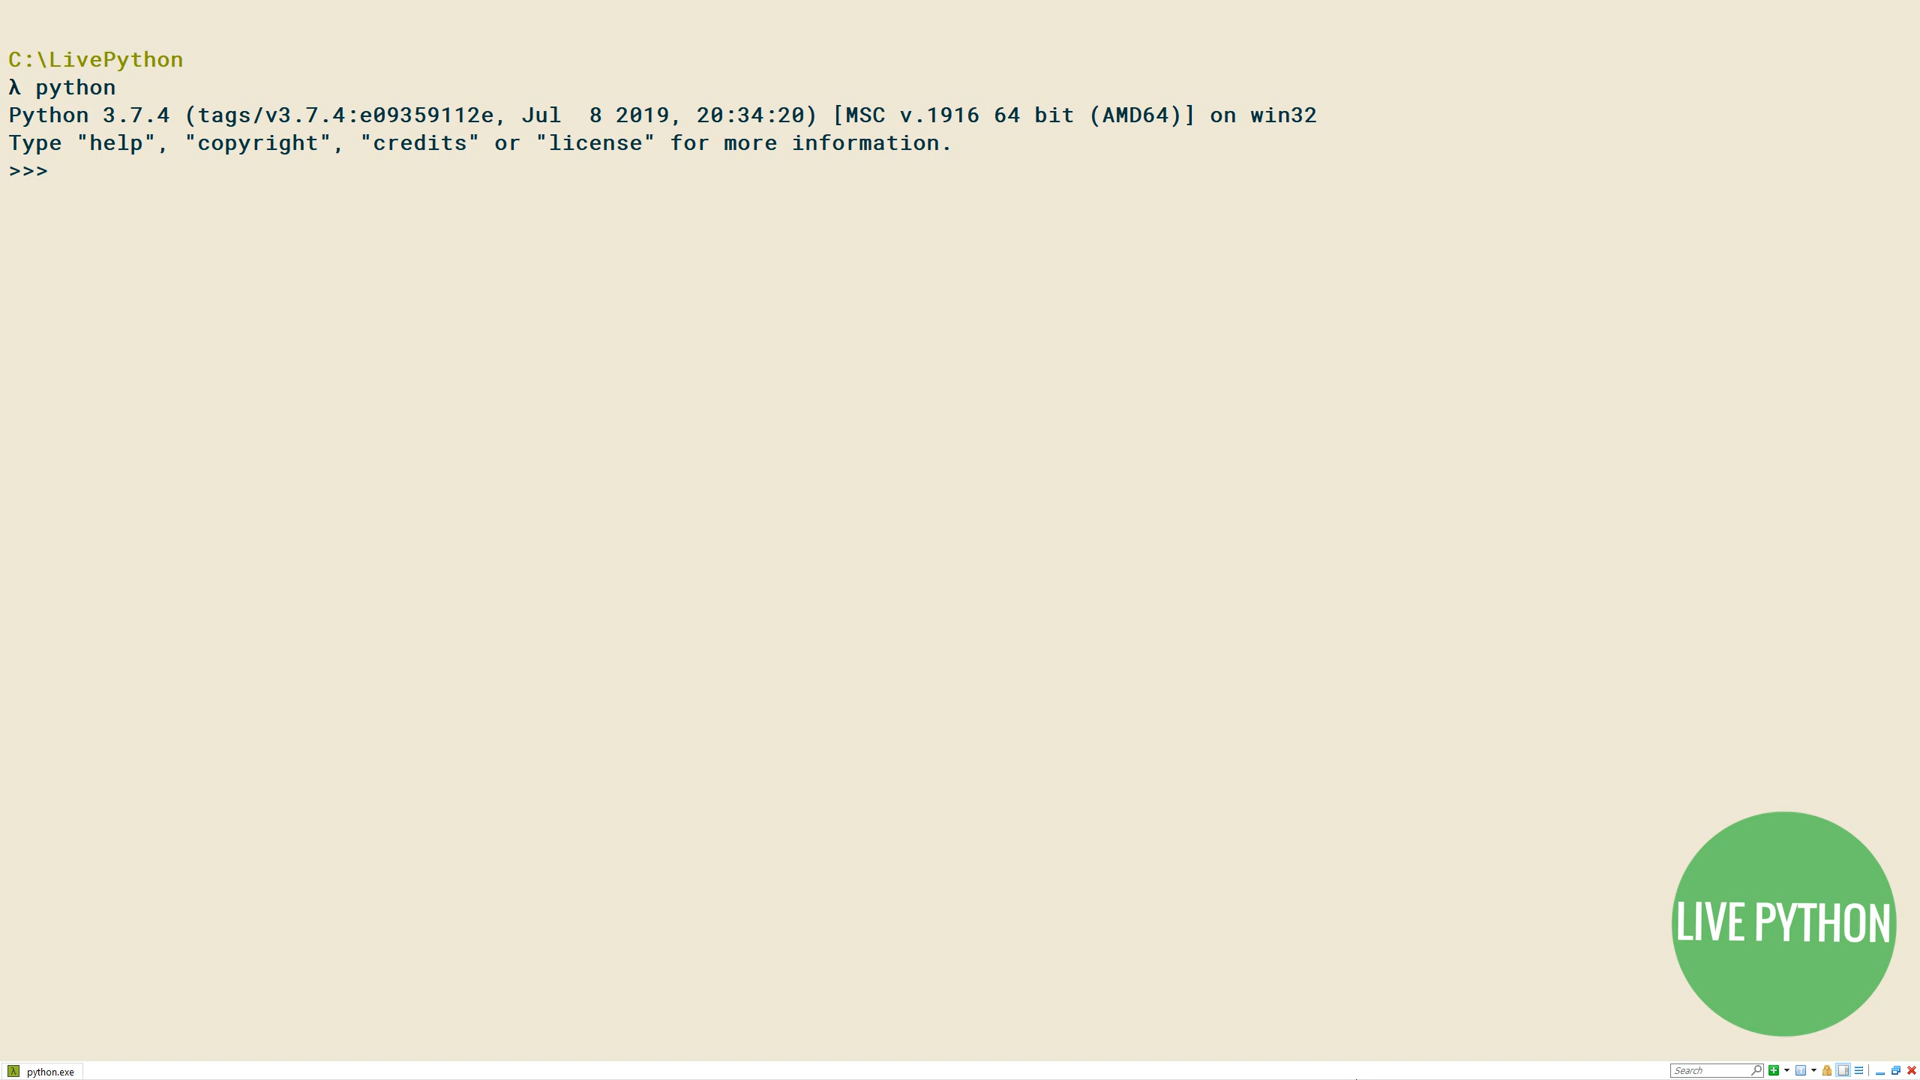 C:\LivePython
λ python
Python 3.7.4 (tags/v3.7.4:e09359112e, Jul  8 2019, 20:34:20) [MSC v.1916 64 bit (AMD64)] on win32
Type "help", "copyright", "credits" or "license" for more information.
>>>
LIVE PYTHON
λ python.exe
Search